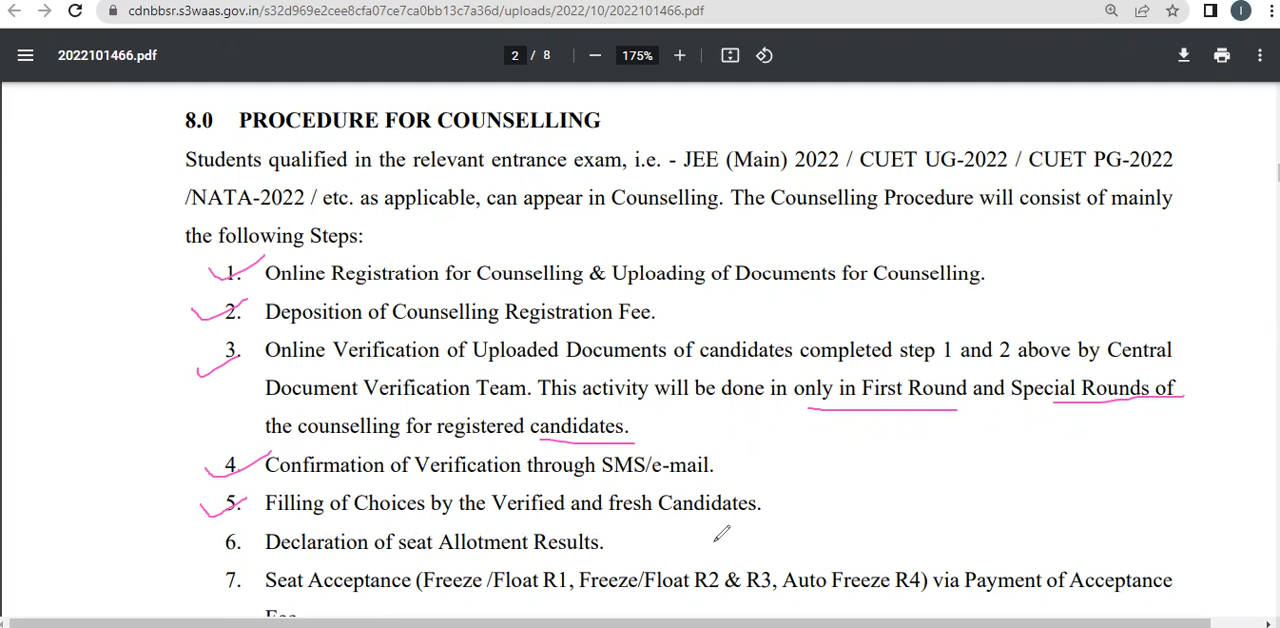 cdnbbsr.s3waas.gov.in/s32d969e2cee8cfa07ce7ca0bb13c7a36d/uploads/2022/10/2022101466.pdf
I
2022101466.pdf
2 / 8
175%
8.0 PROCEDURE FOR COUNSELLING
Students qualified in the relevant entrance exam, i.e. - JEE (Main) 2022 / CUET UG-2022 / CUET PG-2022
/NATA-2022 / etc. as applicable, can appear in Counselling. The Counselling Procedure will consist of mainly
the following Steps:
1. Online Registration for Counselling & Uploading of Documents for Counselling.
2. Deposition of Counselling Registration Fee.
3. Online Verification of Uploaded Documents of candidates completed step 1 and 2 above by Central
Document Verification Team. This activity will be done in only in First Round and Special Rounds of
the counselling for registered candidates.
4. Confirmation of Verification through SMS/e-mail.
5. Filling of Choices by the Verified and fresh Candidates.
6. Declaration of seat Allotment Results.
7. Seat Acceptance (Freeze /Float R1, Freeze/Float R2 & R3, Auto Freeze R4) via Payment of Acceptance